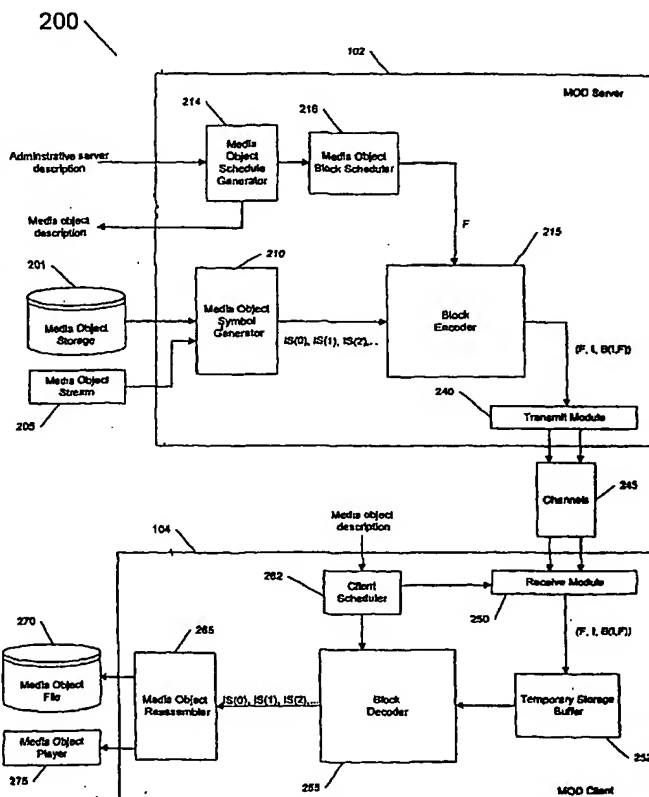 200
102
MOD Server
214
216
Adminstrative server
description
Media
Object
Schedule
Generator
Media Object
Block Scheduler
Media object
description
F
215
201
210
Media Object
Storage
Media Object
Symbol
Generator
IS(0), IS(1), IS(2),...
Block
Encoder
Media Object
Stream
205
(F, I, B(I,F))
240
Transmit Module
Channels
245
Media object
description
104
262
Client
Scheduler
Receive Module
250
270
265
(F, I, B(I,F))
Media Object
File
Media Object
Reassembler
IS(0), IS(1), IS(2),...
Block
Decoder
Temporary Storage
Buffer
Media Object
Player
275
255
252
MOD Client